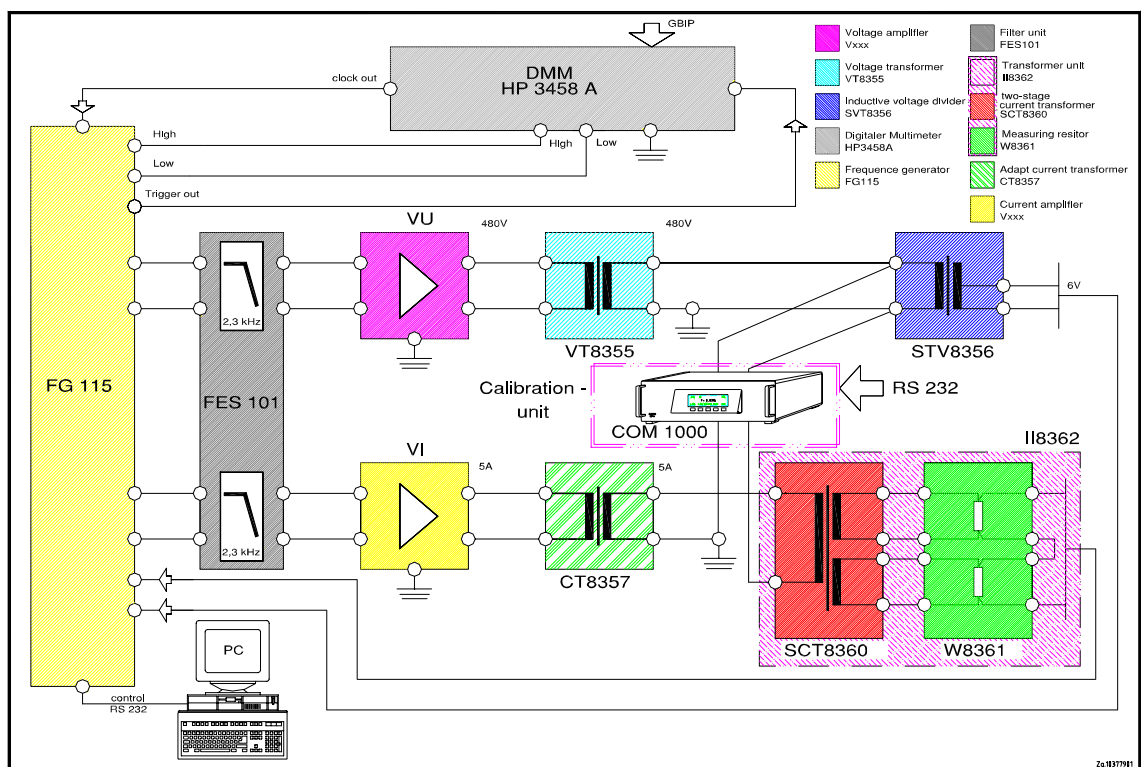 GBIP
DMM
HP 3458 A
clock out
High
Low
High
Low
Trigger out
Voltage amplifier
Vxxx
Voltage transformer
VT8355
Inductive voltage divider
SVT8356
Digitaler Multimeter
HP3458A
Frequence generator
FG115
Filter unit
FES101
Transformer unit
II8362
two-stage
current transformer
SCT8360
Measuring resitor
W8361
Adapt current transformer
CT8357
Current amplifier
Vxxx
VU
480V
480V
6V
2,3 kHz
VT8355
STV8356
FG 115
FES 101
Calibration -
unit
RS 232
COM 1000
VI
5A
5A
II8362
2,3 kHz
CT8357
SCT8360
W8361
PC
control
RS 232
Za.18377981